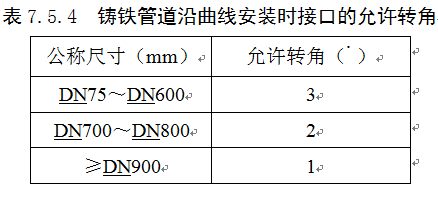 表 7.5.4 铸铁管道沿曲线安装时接口的允许转角
公称尺寸（mm） 允许转角（˙）
DN75～DN600 3
DN700～DN800 2
≥DN900 1